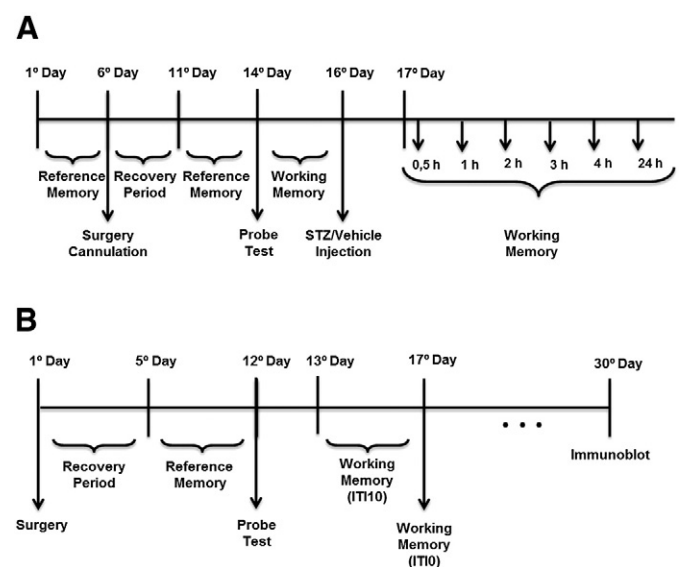 A
1º Day 6º Day 11º Day 14º Day 16º Day 17º Day
0,5 h 1 h 2 h 3 h 4 h 24 h
Reference Recovery Reference Working
Memory Period Memory Memory
Surgery Probe STZ/Vehicle Working
Cannulation Test Injection Memory
B
1º Day 5º Day 12º Day 13º Day 17º Day 30º Day
• • •
Immunoblot
Recovery Reference Working
Period Memory Memory
(ITI10)
Surgery Probe Working
Test Memory
(ITI0)